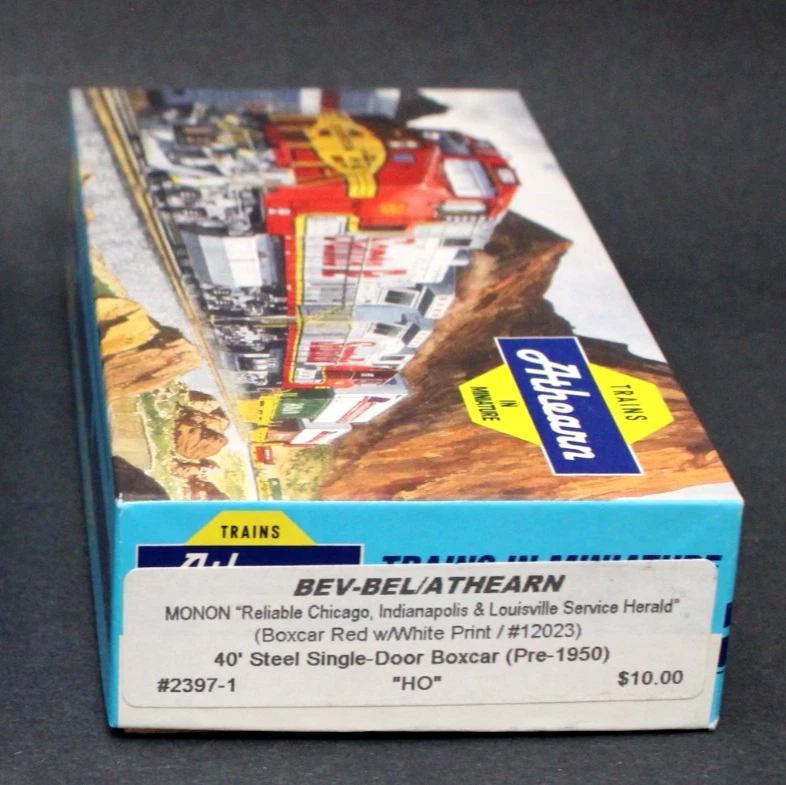 Athearn
TRAINS
IN
MINIATURE
TRAINS
TRAINS IN MINIATURE
BEV-BEL/ATHEARN
MONON "Reliable Chicago, Indianapolis & Louisville Service Herald"
(Boxcar Red w/White Print / #12023)
40' Steel Single-Door Boxcar (Pre-1950)
#2397-1 "HO" $10.00